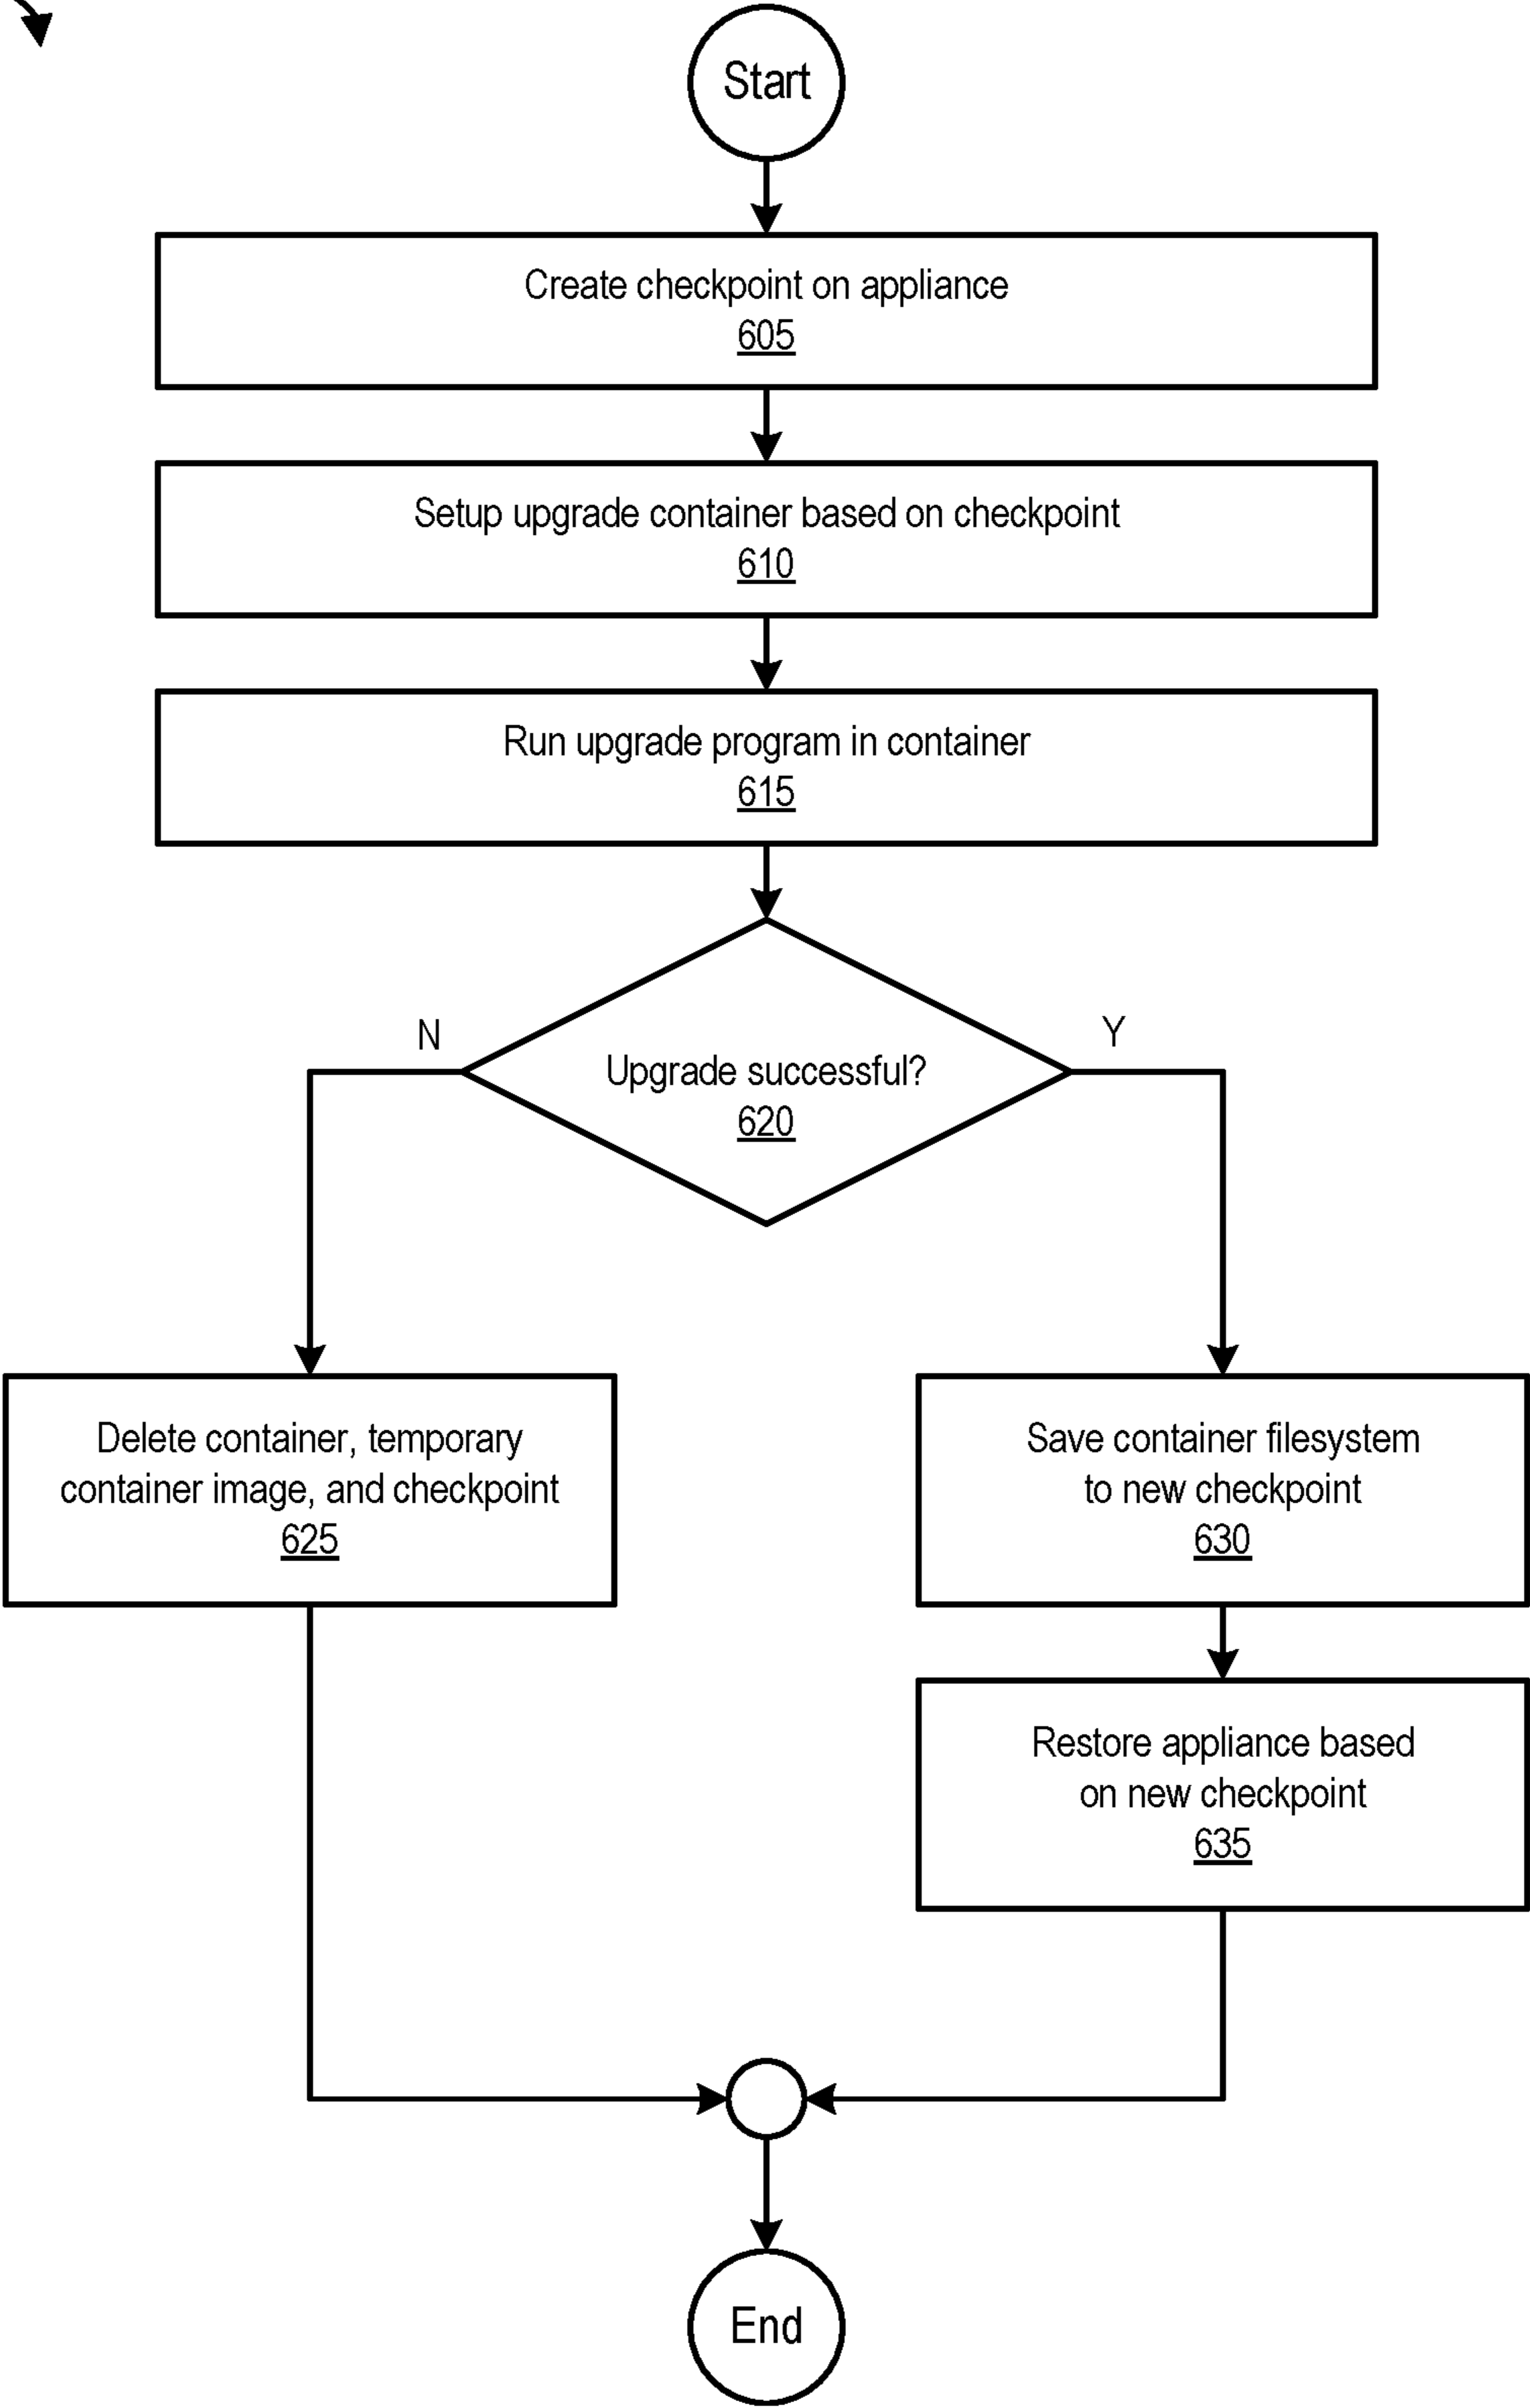 Start
Create checkpoint on appliance
605
Setup upgrade container based on checkpoint
610
Run upgrade program in container
615
N
Y
Upgrade successful?
620
Delete container, temporary
container image, and checkpoint
625
Save container filesystem
to new checkpoint
630
Restore appliance based
on new checkpoint
635
End